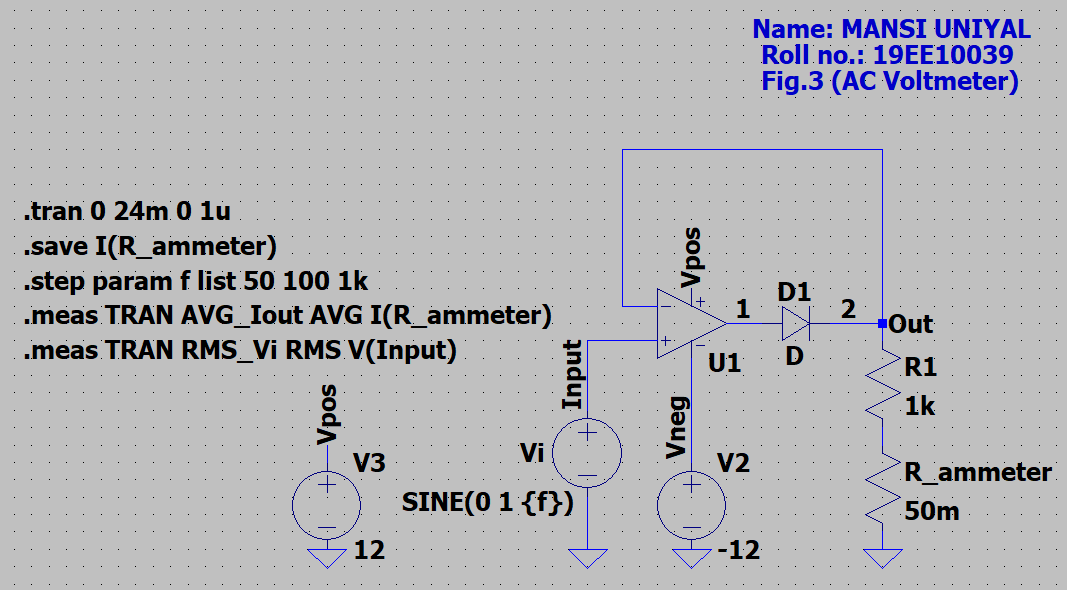 Name: MANSI UNIYAL
Roll no.: 19EE10039
Fig.3 (AC Voltmeter)
.tran 0 24m 0 1u
.save I(R_ammeter)
.step param f list 50 100 1k
.meas TRAN AVG_Iout AVG I(R_ammeter)
.meas TRAN RMS_Vi RMS V(Input)
Vpos
1
D1
2
Out
D
U1
Input
R1
1k
Vpos
Vneg
V3
Vi
V2
R_ammeter
SINE(0 1 {f})
50m
12
-12